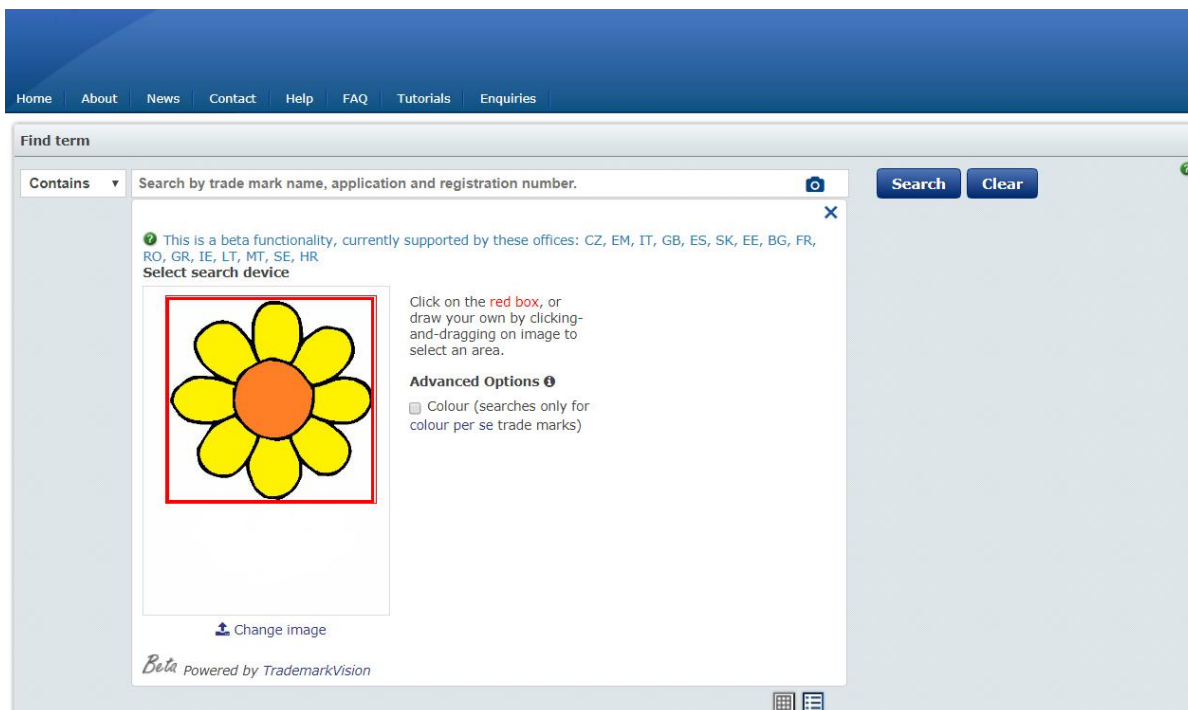 Home About News Contact Help FAQ Tutorials Enquiries
Find term
Contains Search by trade mark name, application and registration number. Search Clear
This is a beta functionality, currently supported by these offices: CZ, EM, IT, GB, ES, SK, EE, BG, FR,
RO, GR, IE, LT, MT, SE, HR
Select search device
Click on the red box, or
draw your own by clicking-
and-dragging on image to
select an area.
Advanced Options
Colour (searches only for
colour per se trade marks)
Change image
Beta Powered by TrademarkVision